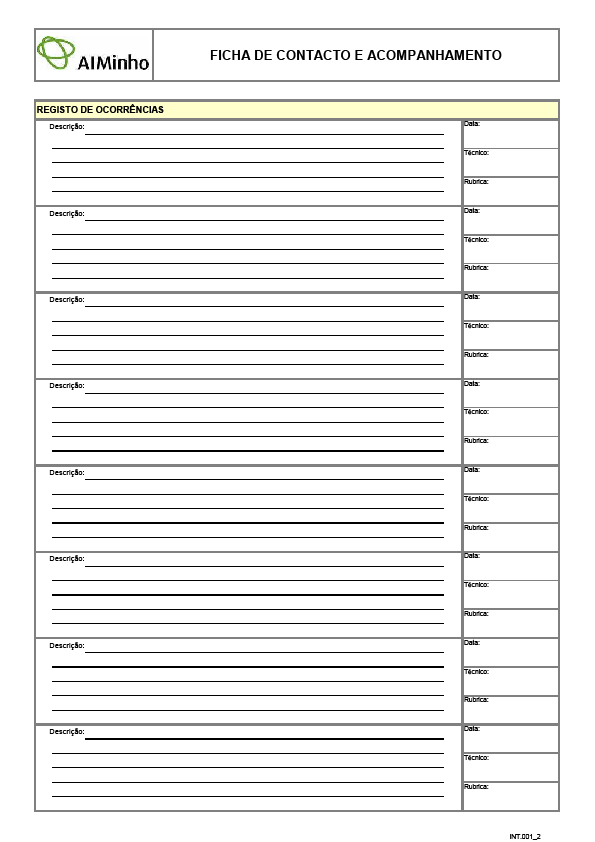 AIMinho
FICHA DE CONTACTO E ACOMPANHAMENTO
REGISTO DE OCORRÊNCIAS
Descrição:
Data:
Técnico:
Rubrica:
Descrição:
Data:
Técnico:
Rubrica:
Descrição:
Data:
Técnico:
Rubrica:
Descrição:
Data:
Técnico:
Rubrica:
Descrição:
Data:
Técnico:
Rubrica:
Descrição:
Data:
Técnico:
Rubrica:
Descrição:
Data:
Técnico:
Rubrica:
Descrição:
Data:
Técnico:
Rubrica:
INT.001_2